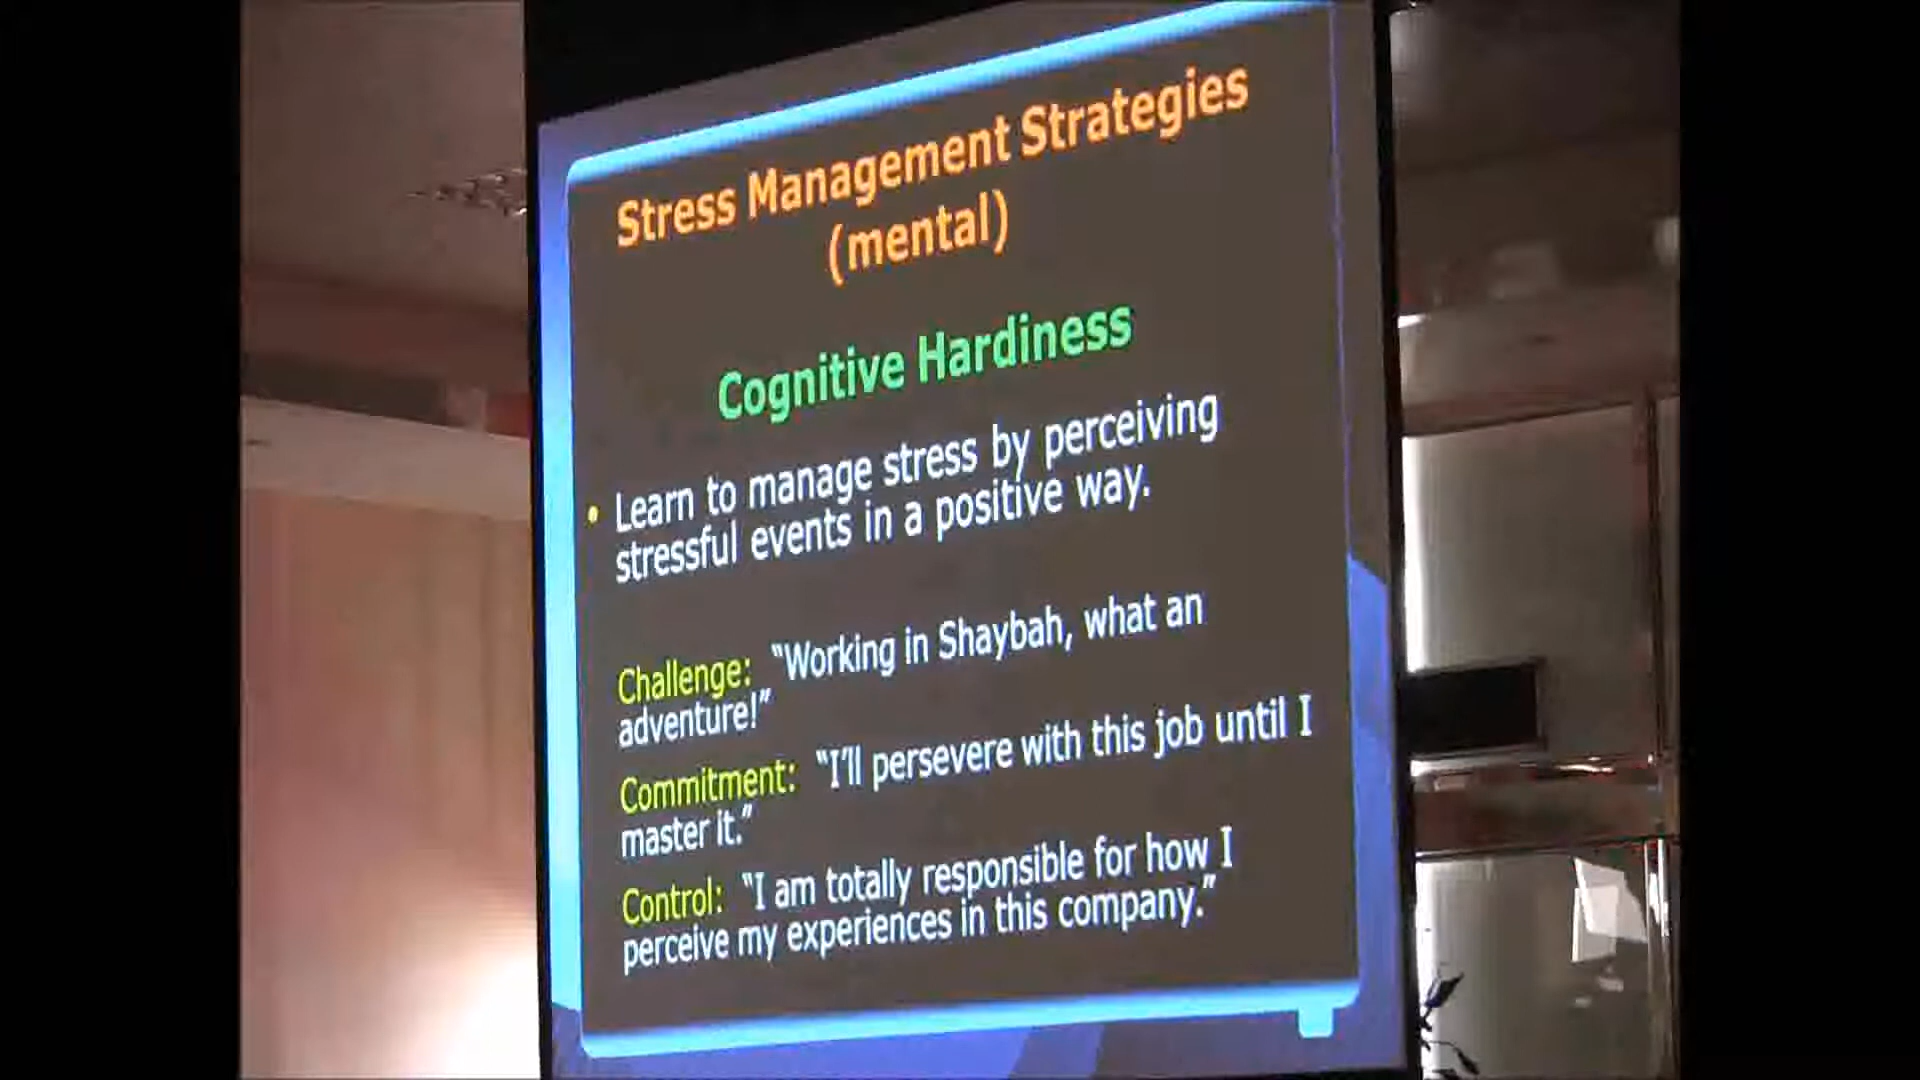 Stress Management Strategies
(mental)
Cognitive Hardiness
• Learn to manage stress by perceiving
stressful events in a positive way.
Challenge: "Working in Shaybah, what an
adventure!"
Commitment: "I'll persevere with this job until I
master it."
Control: "I am totally responsible for how I
perceive my experiences in this company."